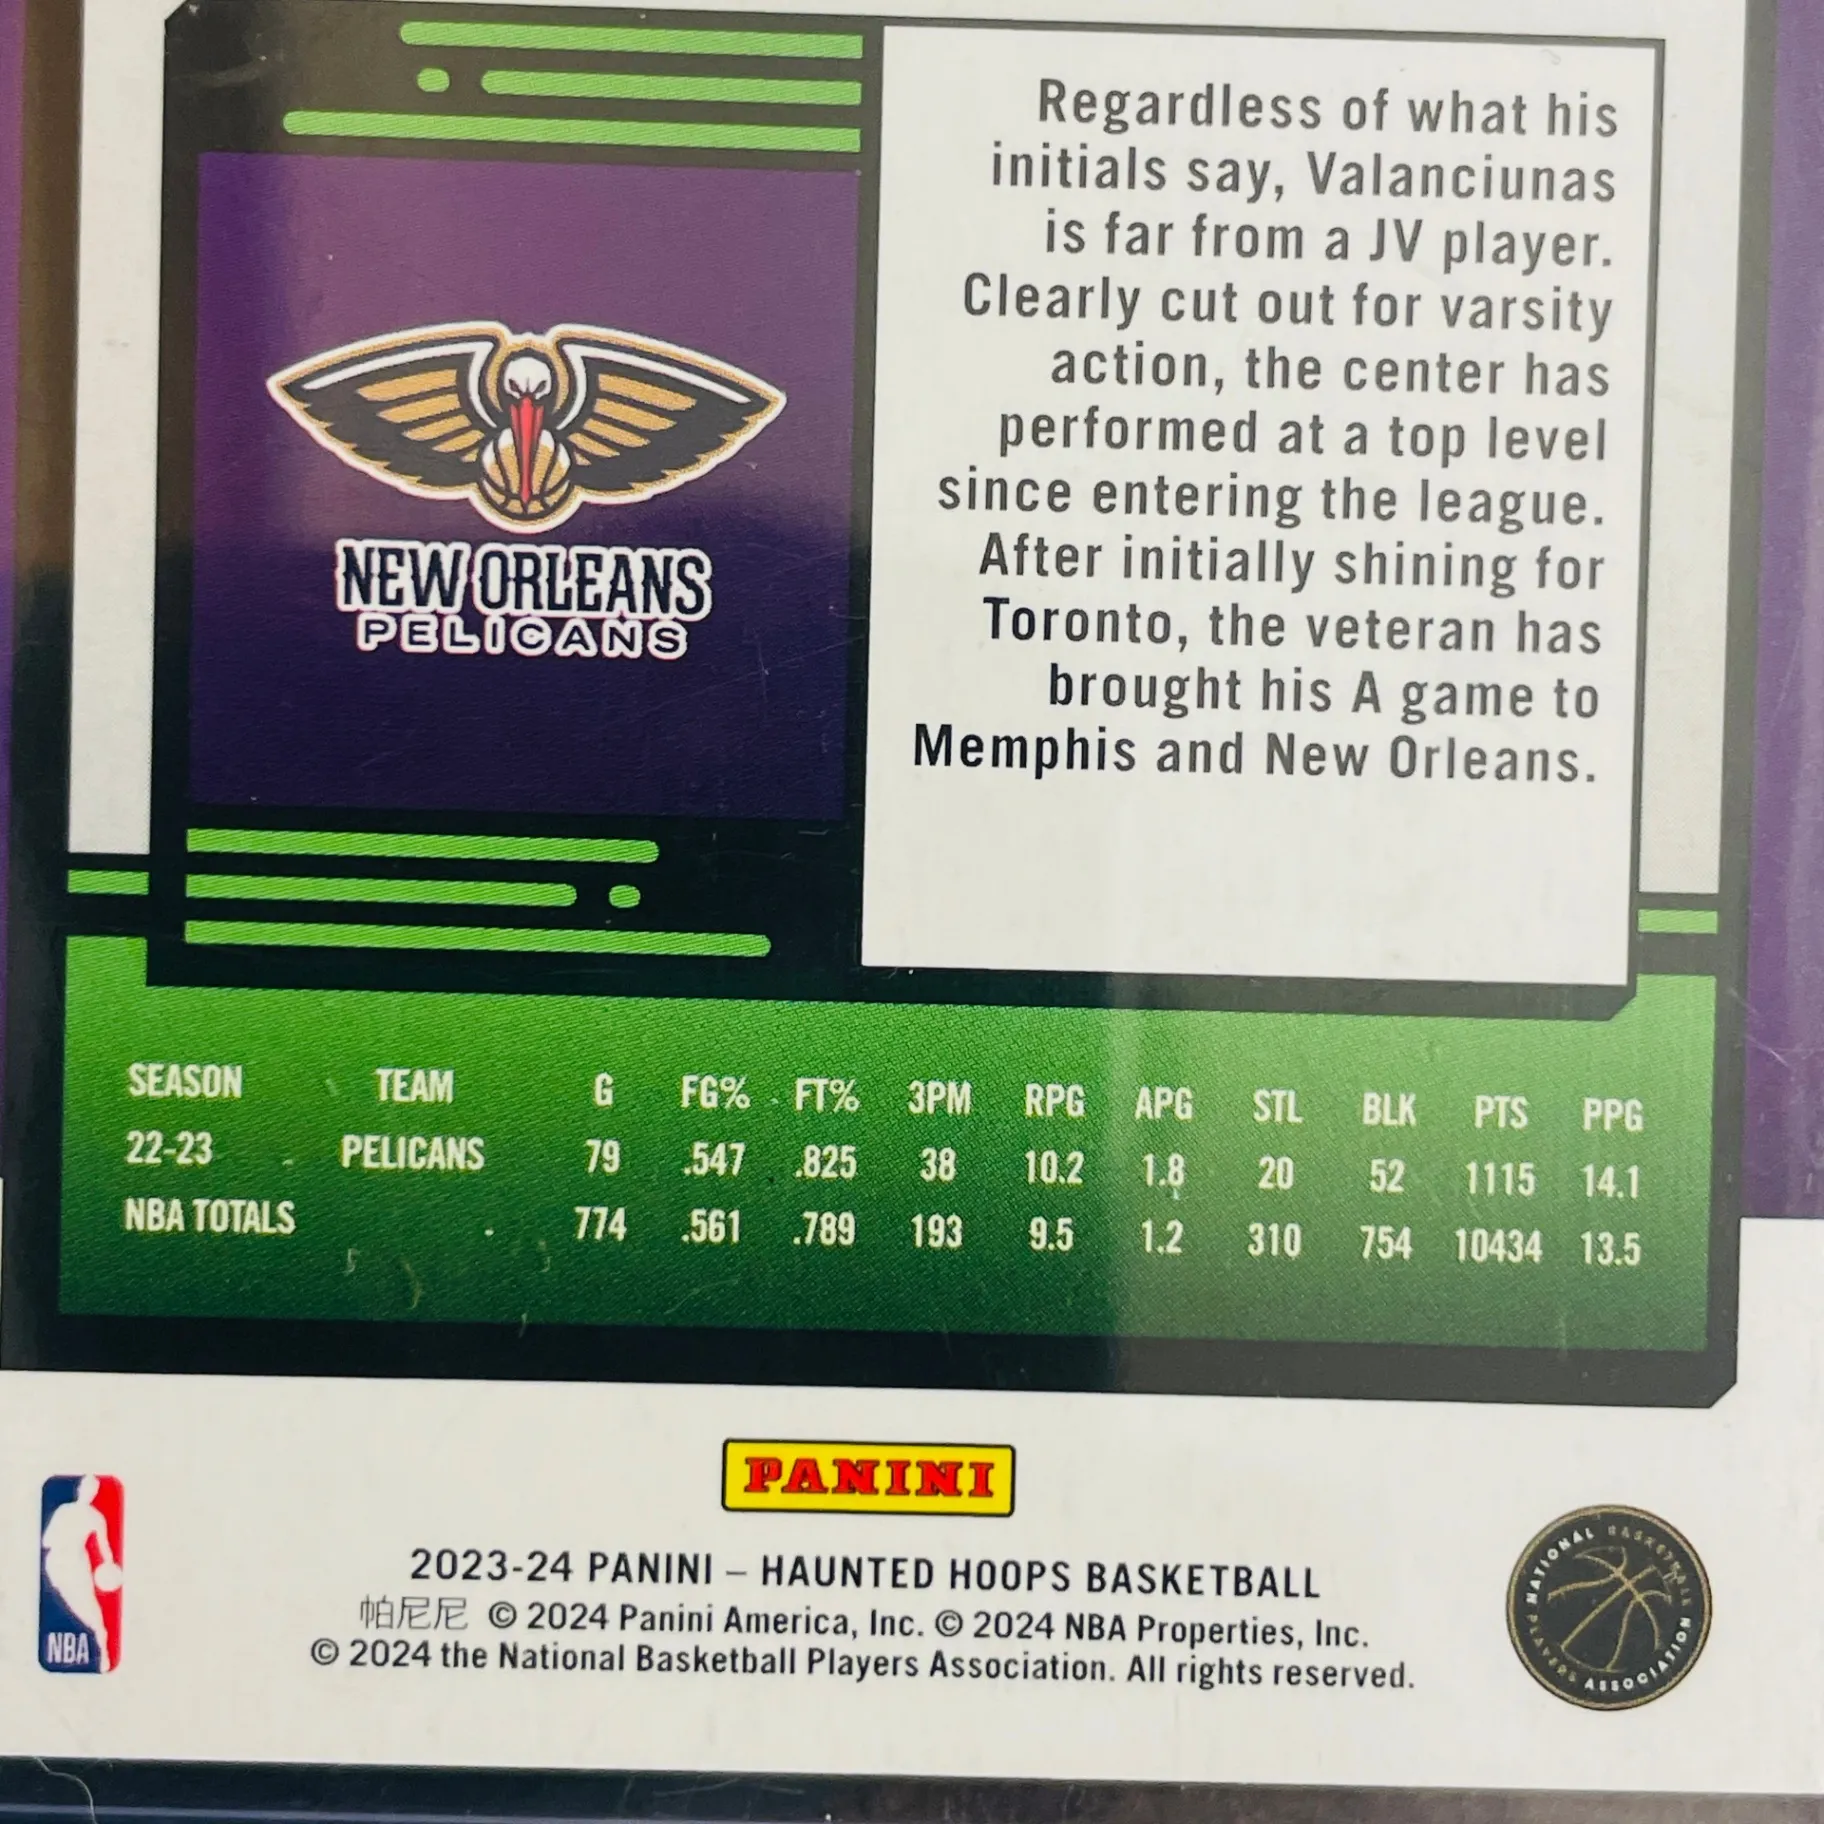 Regardless of what his
initials say, Valanciunas
is far from a JV player.
Clearly cut out for varsity
action, the center has
performed at a top level
since entering the league.
After initially shining for
Toronto, the veteran has
brought his A game to
Memphis and New Orleans.
NEW ORLEANS
PELICANS
SEASON TEAM G FG% FT% 3PM RPG APG STL BLK PTS PPG
22-23 PELICANS 79 .547 .825 38 10.2 1.8 20 52 1115 14.1
NBA TOTALS 774 .561 .789 193 9.5 1.2 310 754 10434 13.5
PANINI
2023-24 PANINI – HAUNTED HOOPS BASKETBALL
帕尼尼 © 2024 Panini America, Inc. © 2024 NBA Properties, Inc.
© 2024 the National Basketball Players Association. All rights reserved.
NBA
NATIONAL BASKETBALL PLAYERS ASSOCIATION